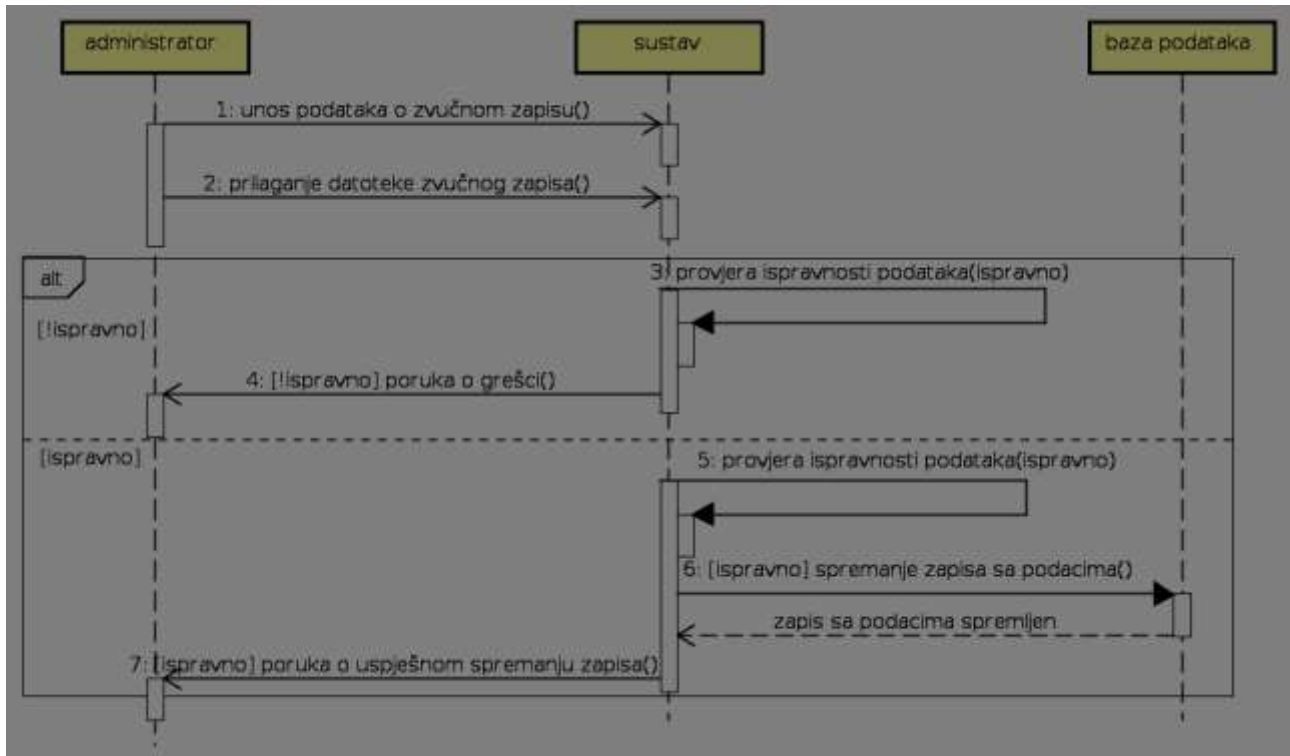 administrator
sustav
baza podataka
1: unos podataka o zvučnom zapisu()
2: prilaganje datoteke zvučnog zapisa()
alt
3: provjera ispravnosti podataka(ispravno)
[!ispravno]
4: [!ispravno] poruka o grešci()
[ispravno]
5: provjera ispravnosti podataka(ispravno)
6: [ispravno] spremanje zapisa sa podacima()
zapis sa podacima spremljen
7: [ispravno] poruka o uspješnom spremanju zapisa()